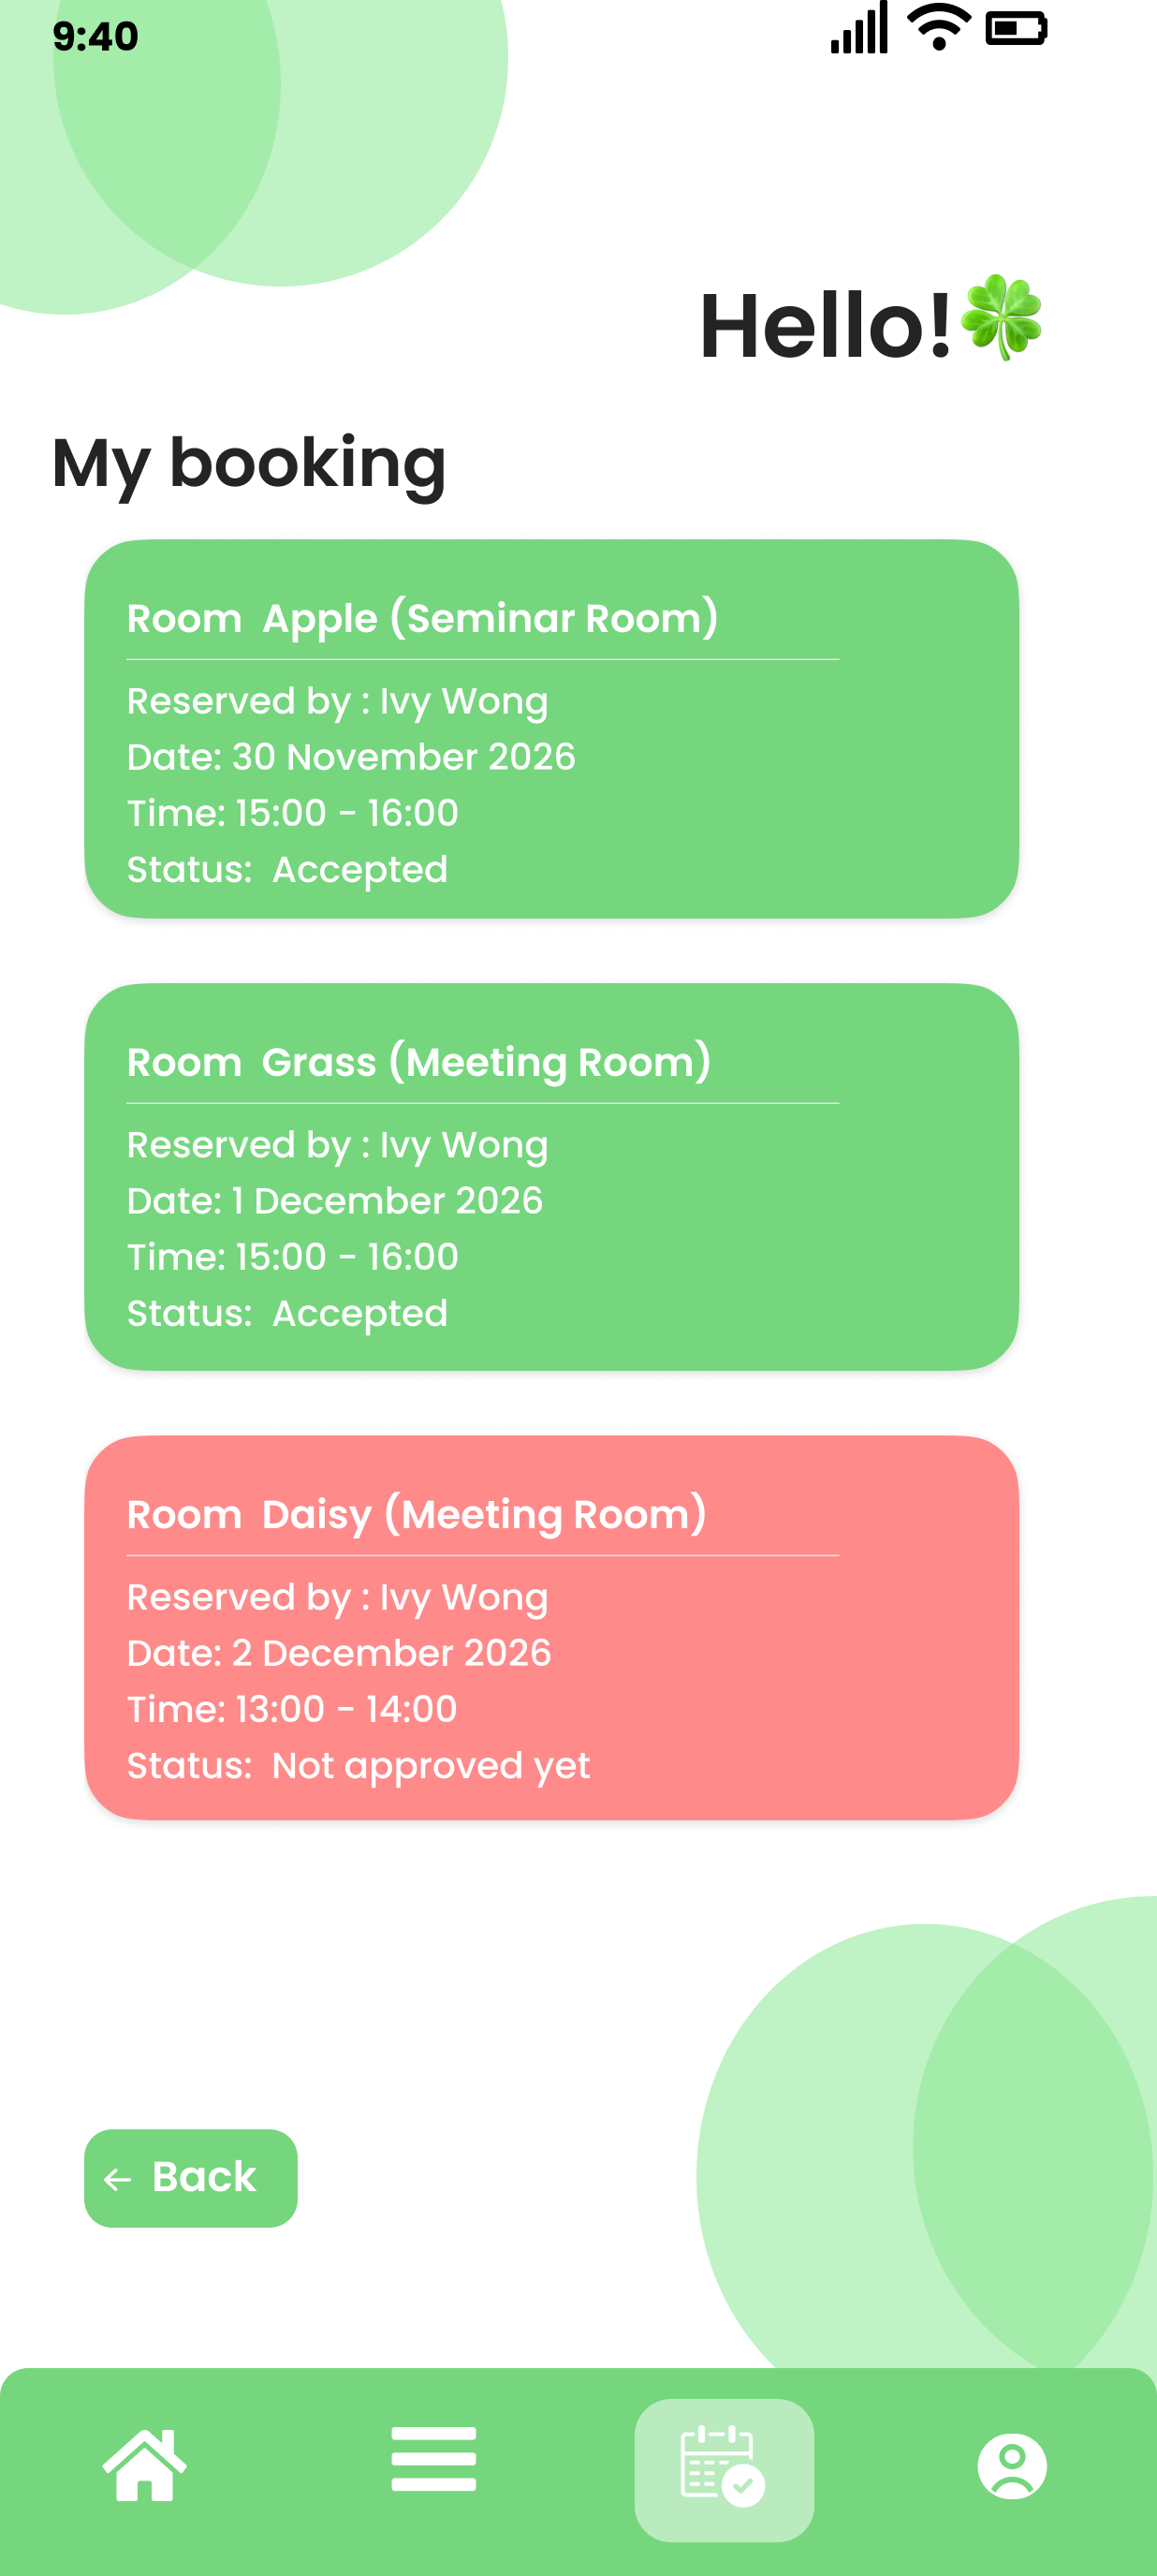 9:40
Hello!🍀
My booking
Room  Apple (Seminar Room)
Reserved by : Ivy Wong
Date: 30 November 2026
Time: 15:00 - 16:00
Status:  Accepted
Room  Grass (Meeting Room)
Reserved by : Ivy Wong
Date: 1 December 2026
Time: 15:00 - 16:00
Status:  Accepted
Room  Daisy (Meeting Room)
Reserved by : Ivy Wong
Date: 2 December 2026
Time: 13:00 - 14:00
Status:  Not approved yet
← Back